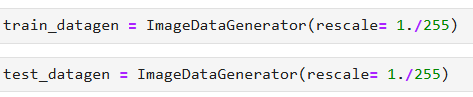 train_datagen = ImageDataGenerator(rescale= 1./255)
test_datagen = ImageDataGenerator(rescale= 1./255)